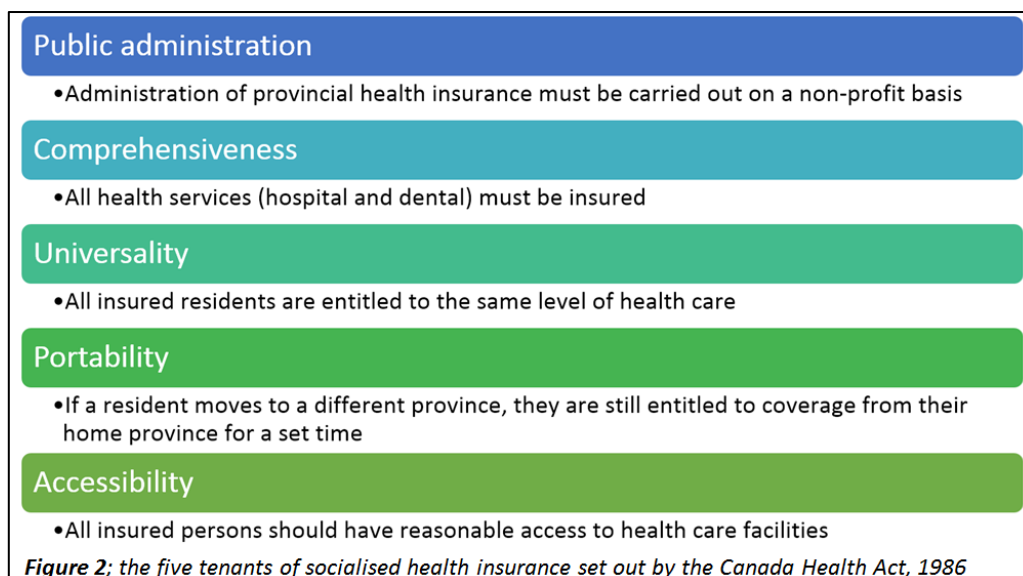 Public administration
•Administration of provincial health insurance must be carried out on a non-profit basis
Comprehensiveness
•All health services (hospital and dental) must be insured
Universality
•All insured residents are entitled to the same level of health care
Portability
•If a resident moves to a different province, they are still entitled to coverage from their
home province for a set time
Accessibility
•All insured persons should have reasonable access to health care facilities
Figure 2; the five tenants of socialised health insurance set out by the Canada Health Act, 1986